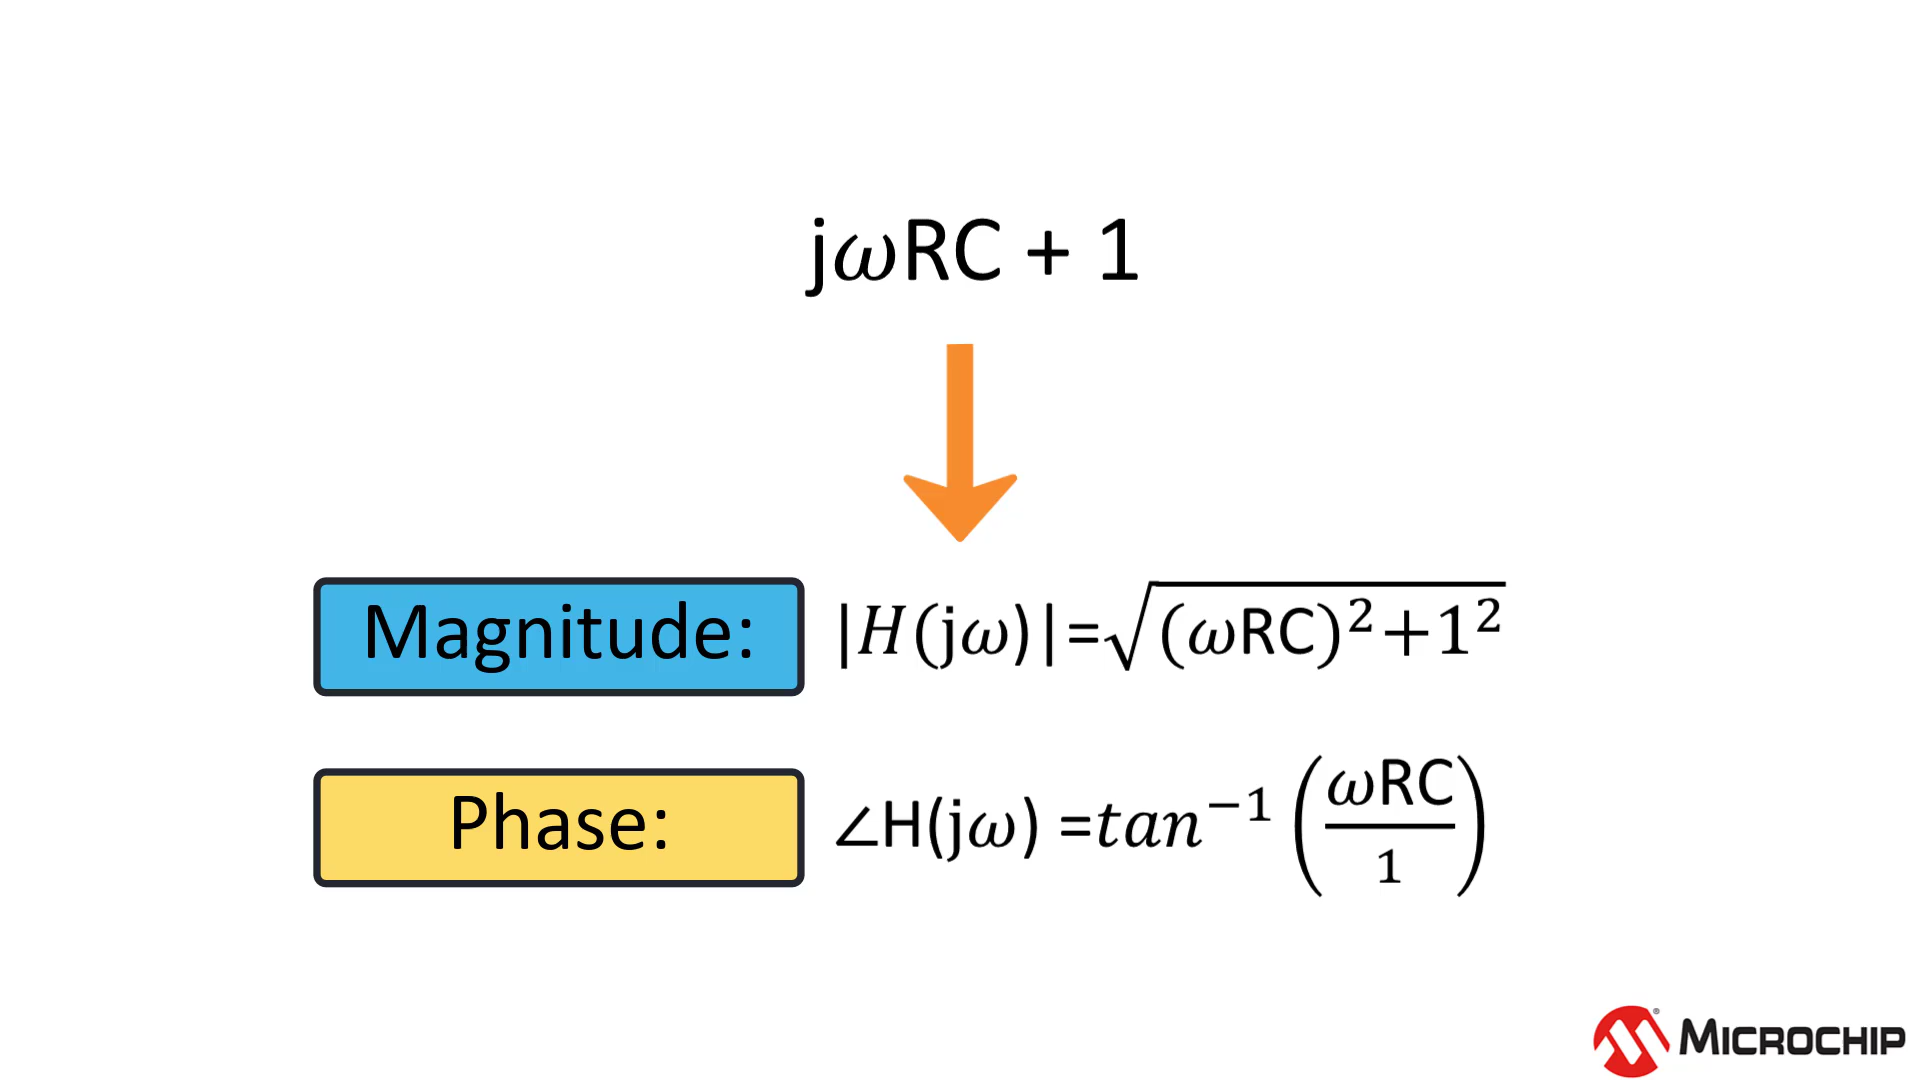 j𝜔RC + 1
Magnitude: |𝐻(j𝜔)|=√(𝜔RC)²+1²
Phase: ∠H(j𝜔) =𝑡𝑎𝑛⁻¹(𝜔RC/1)
MICROCHIP®